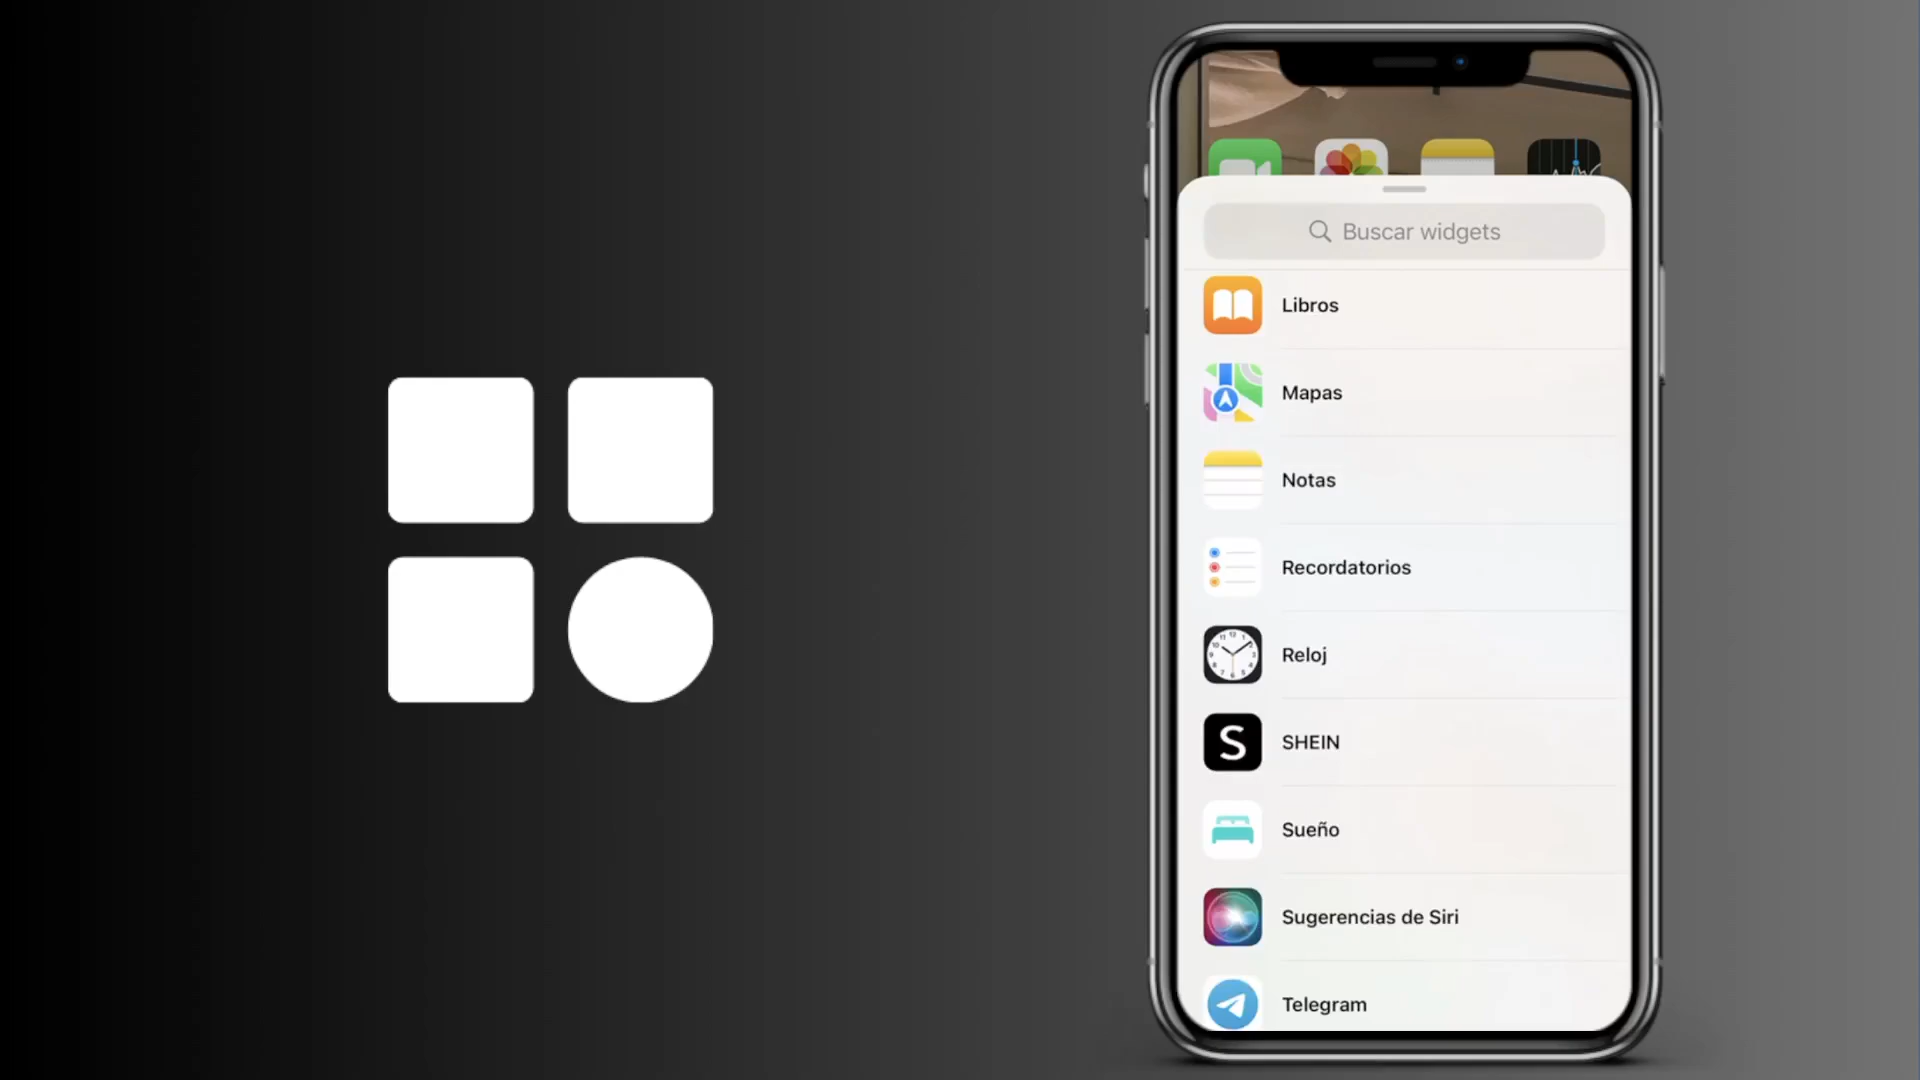 Buscar widgets
Libros
Mapas
Notas
Recordatorios
Reloj
S SHEIN
Sueño
Sugerencias de Siri
Telegram